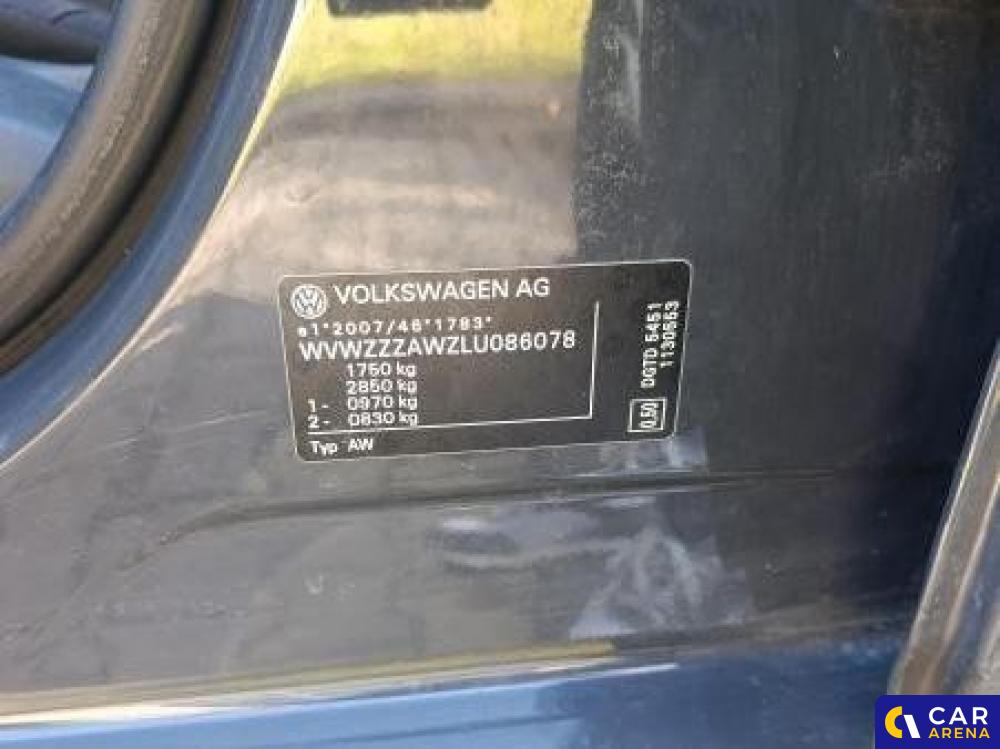 VOLKSWAGEN AG
e1*2007/46*1783*
WVWZZZAWZLU086078
1750 kg
2850 kg
1- 0970 kg
2- 0830 kg
Typ AW
0,50
DGTD 5451
1130553
CAR
ARENA